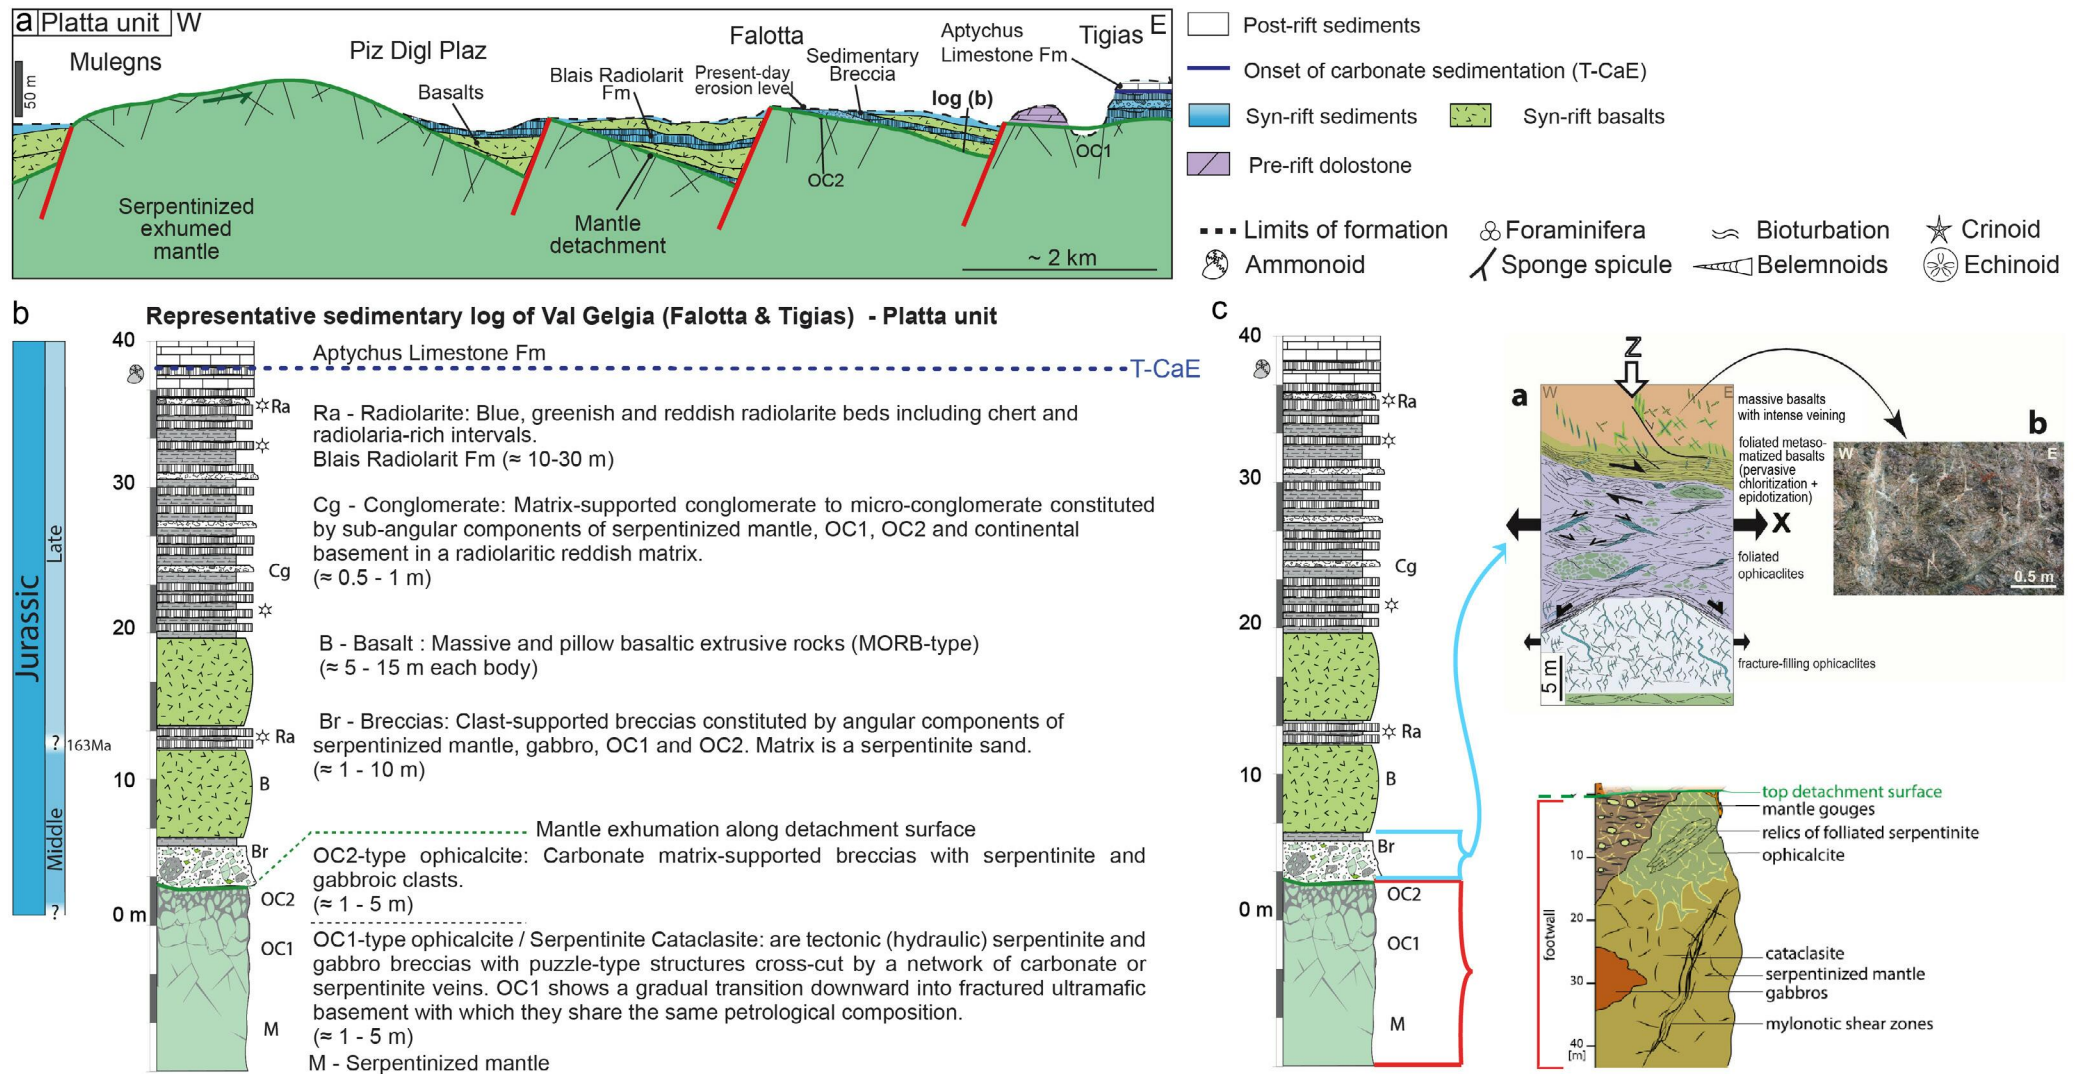 a Platta unit W
E
Mulegns
Piz Digl Plaz
Falotta
Tigias
Aptychus
Limestone Fm
Sedimentary
Breccia
Blais Radiolarit
Fm
Present-day
erosion level
Basalts
log (b)
50 m
OC1
OC2
Serpentinized
exhumed
mantle
Mantle
detachment
~ 2 km
Post-rift sediments
Onset of carbonate sedimentation (T-CaE)
Syn-rift sediments
Syn-rift basalts
Pre-rift dolostone
Limits of formation
Foraminifera
Bioturbation
Crinoid
Ammonoid
Sponge spicule
Belemnoids
Echinoid
b
Representative sedimentary log of Val Gelgia (Falotta & Tigias) - Platta unit
Jurassic
Late
Middle
?
163Ma
?
40
30
20
10
0 m
Ra
Cg
Ra
B
Br
OC2
OC1
M
Aptychus Limestone Fm
T-CaE
Ra - Radiolarite: Blue, greenish and reddish radiolarite beds including chert and
radiolaria-rich intervals.
Blais Radiolarit Fm (≈ 10-30 m)
Cg - Conglomerate: Matrix-supported conglomerate to micro-conglomerate constituted
by sub-angular components of serpentinized mantle, OC1, OC2 and continental
basement in a radiolaritic reddish matrix.
(≈ 0.5 - 1 m)
B - Basalt : Massive and pillow basaltic extrusive rocks (MORB-type)
(≈ 5 - 15 m each body)
Br - Breccias: Clast-supported breccias constituted by angular components of
serpentinized mantle, gabbro, OC1 and OC2. Matrix is a serpentinite sand.
(≈ 1 - 10 m)
Mantle exhumation along detachment surface
OC2-type ophicalcite: Carbonate matrix-supported breccias with serpentinite and
gabbroic clasts.
(≈ 1 - 5 m)
OC1-type ophicalcite / Serpentinite Cataclasite: are tectonic (hydraulic) serpentinite and
gabbro breccias with puzzle-type structures cross-cut by a network of carbonate or
serpentinite veins. OC1 shows a gradual transition downward into fractured ultramafic
basement with which they share the same petrological composition.
(≈ 1 - 5 m)
M - Serpentinized mantle
c
40
30
20
10
0 m
Ra
Cg
Ra
B
Br
OC2
OC1
M
Z
a
W
E
X
5 m
massive basalts
with intense veining
foliated metaso-
matized basalts
(pervasive
chloritization +
epidotization)
foliated
ophicaclites
fracture-filling ophicaclites
b
W
E
0.5 m
top detachment surface
mantle gouges
relics of folliated serpentinite
ophicalcite
cataclasite
serpentinized mantle
gabbros
mylonotic shear zones
footwall
10
20
30
40
[m]